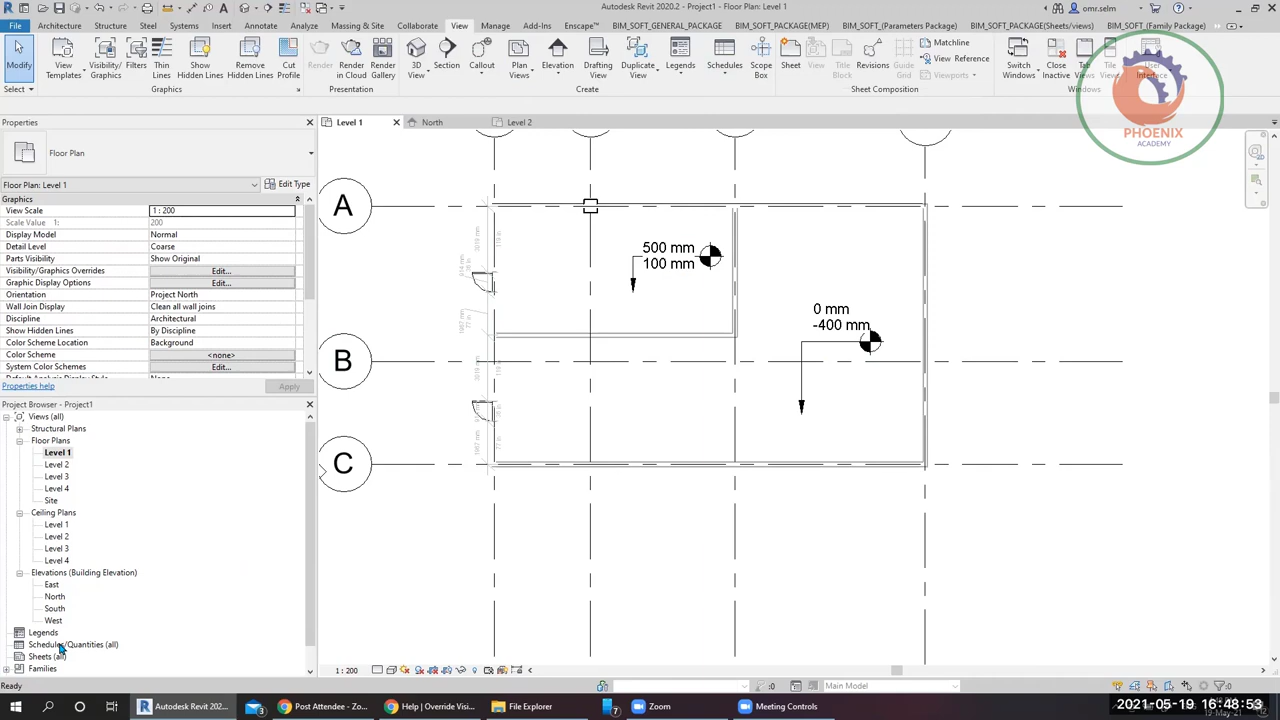 Autodesk Revit 2020.2 - Project1 - Floor Plan: Level 1
omr.selm
File Architecture Structure Steel Systems Insert Annotate Analyze Massing & Site Collaborate View Manage Add-Ins Enscape™ BIM_SOFT_GENERAL_PACKAG BIM_SOFT_PACKAGE(MEP) BIM_SOFT (Parameters Package) BIM_SOFT_PACKAGE(Sheets/views) BIM_SOFT (Family Package)
Modify
View Templates
Visibility/ Graphics
Filters
Thin Lines
Show Hidden Lines
Remove Hidden Lines
Cut Profile
Render
Render in Cloud
Render Gallery
3D View
Section
Callout
Plan Views
Elevation
Drafting View
Duplicate View
Legends
Schedules
Scope Box
Sheet
View
Title Block
Revisions
Guide Grid
Matchline
View Reference
Viewports
Switch Windows
Close Inactive
Tab Views
Tile Views
User Interface
Select Graphics Presentation Create Sheet Composition Windows
PHOENIX
ACADEMY
Properties
Level 1 North Level 2
Floor Plan
Floor Plan: Level 1 Edit Type
Graphics
View Scale 1 : 200
Scale Value 1: 200
Display Model Normal
Detail Level Coarse
Parts Visibility Show Original
Visibility/Graphics Overrides Edit...
Graphic Display Options Edit...
Orientation Project North
Wall Join Display Clean all wall joins
Discipline Architectural
Show Hidden Lines By Discipline
Color Scheme Location Background
Color Scheme <none>
System Color Schemes Edit...
Properties help Apply
Project Browser - Project1
Views (all)
Structural Plans
Floor Plans
Level 1
Level 2
Level 3
Level 4
Site
Ceiling Plans
Level 1
Level 2
Level 3
Level 4
Elevations (Building Elevation)
East
North
South
West
Legends
Schedules/Quantities (all)
Sheets (all)
Families
A
B
C
500 mm
100 mm
0 mm
-400 mm
1 : 200
Ready
:0
Main Model
:0
Autodesk Revit 202...
3
Post Attendee - Zo...
Help | Override Visi...
File Explorer
7
Zoom
Meeting Controls
2021-05-19 16:48:53
19-May-21